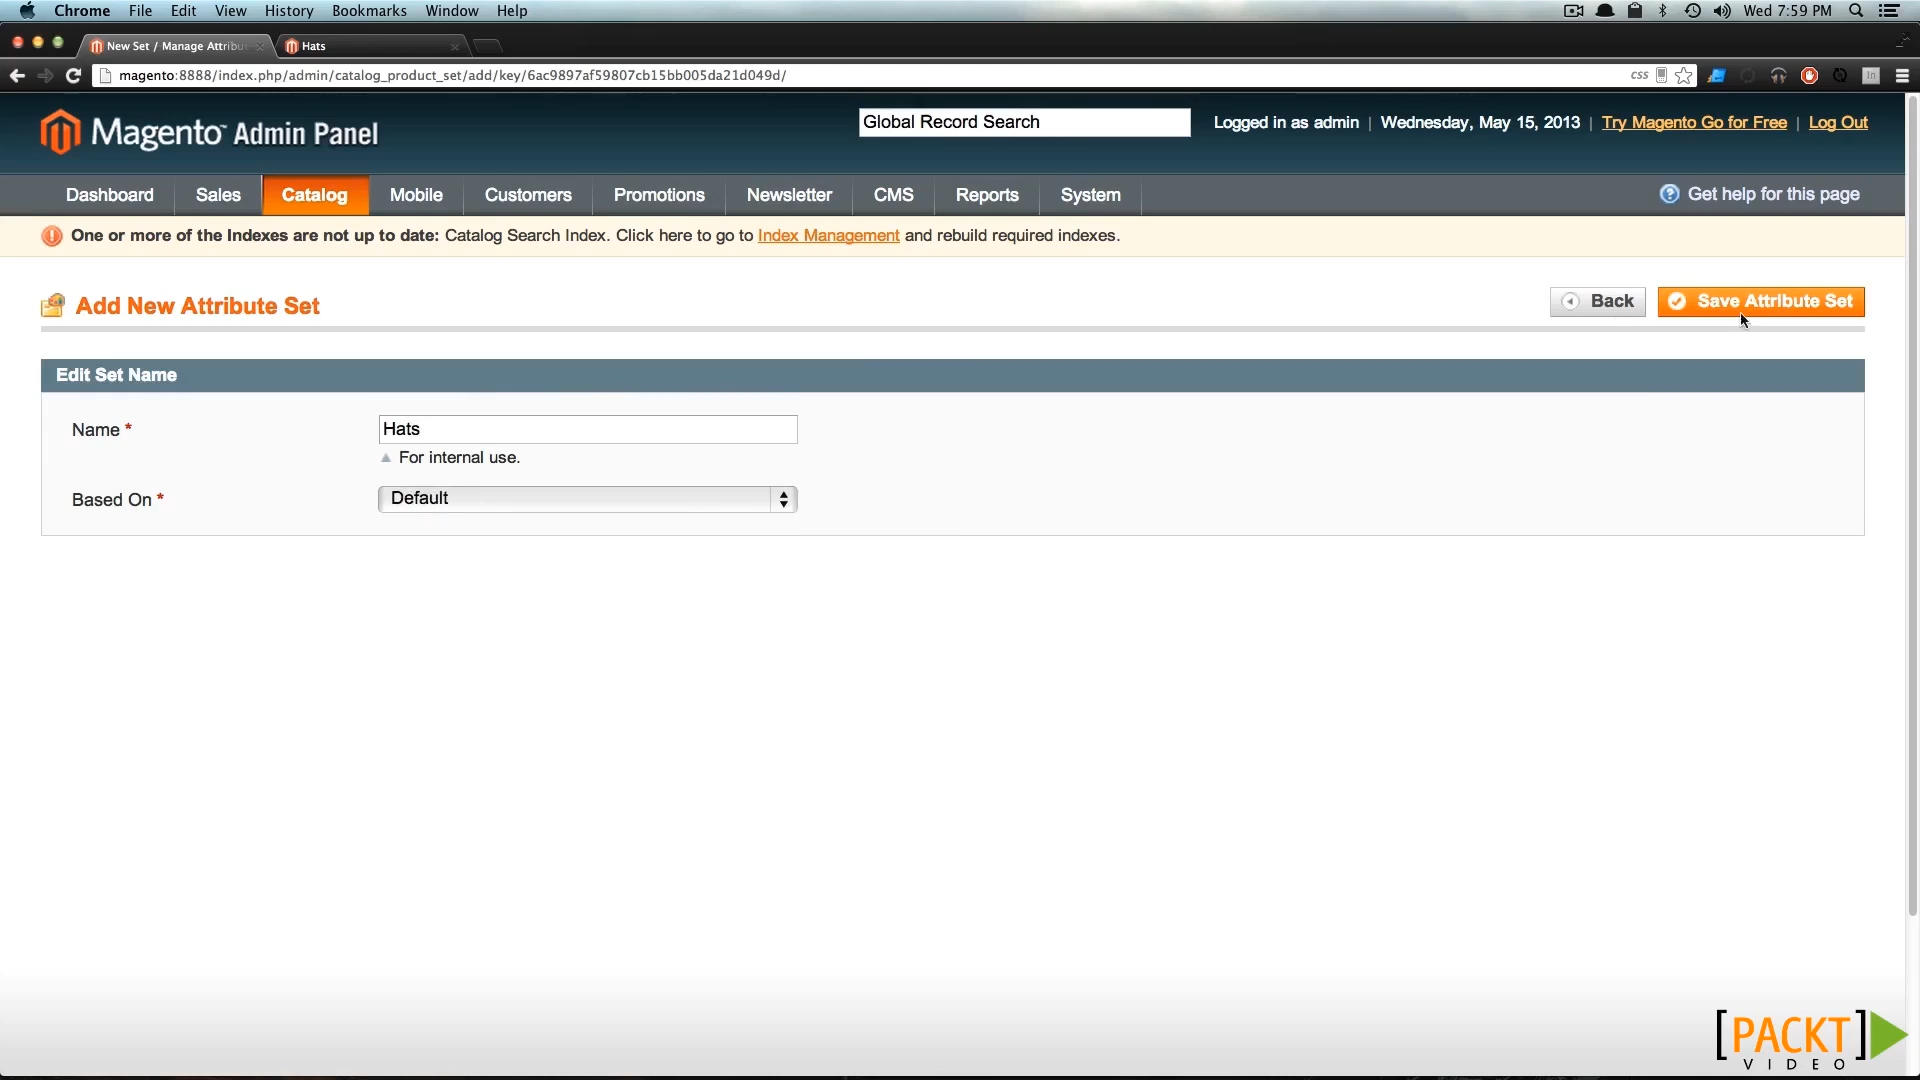 Chrome File Edit View History Bookmarks Window Help Wed 7:59 PM
New Set / Manage Attribu Hats
magento:8888/index.php/admin/catalog_product_set/add/key/6ac9897af59807cb15bb005da21d049d/ CSS In
Magento Admin Panel Global Record Search Logged in as admin | Wednesday, May 15, 2013 | Try Magento Go for Free | Log Out
Dashboard Sales Catalog Mobile Customers Promotions Newsletter CMS Reports System Get help for this page
One or more of the Indexes are not up to date: Catalog Search Index. Click here to go to Index Management and rebuild required indexes.
Add New Attribute Set Back Save Attribute Set
Edit Set Name
Name * Hats
For internal use.
Based On * Default
[PACKT]
VIDEO